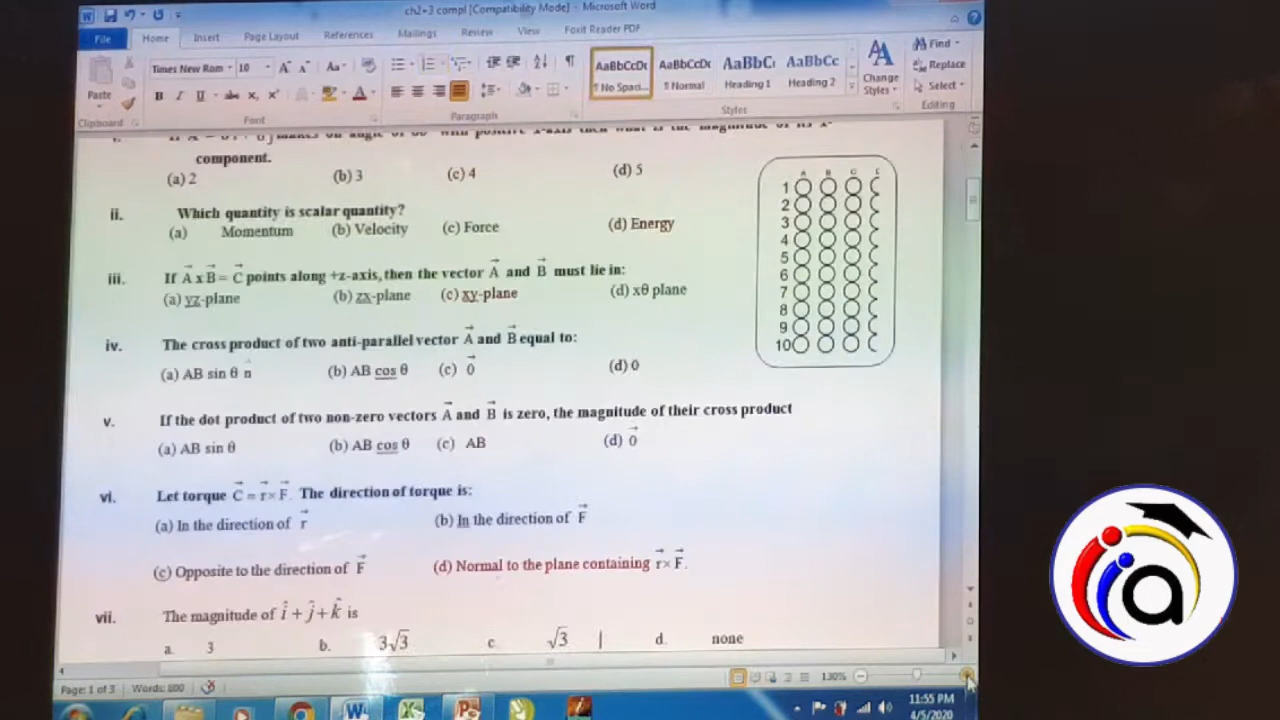 ch2+3 compl [Compatibility Mode] - Microsoft Word
File Home Insert Page Layout References Mailings Review View Foxit Reader PDF
Times New Rom 10 Aa
Paste
B I U abc x, x
AaBbCcDc AaBbCcDc AaBbC AaBbCc
¶ No Spaci... ¶ Normal Heading 1 Heading 2
Change Styles
Find
Replace
Select
Clipboard Font Paragraph Styles Editing
component.
(a) 2 (b) 3 (c) 4 (d) 5
ii. Which quantity is scalar quantity?
(a) Momentum (b) Velocity (c) Force (d) Energy
iii. If A⃗ x B⃗ = C⃗ points along +z-axis, then the vector A⃗ and B⃗ must lie in:
(a) yz-plane (b) zx-plane (c) xy-plane (d) xθ plane
iv. The cross product of two anti-parallel vector A⃗ and B⃗ equal to:
(a) AB sin θ n̂ (b) AB cos θ (c) 0⃗ (d) 0
v. If the dot product of two non-zero vectors A⃗ and B⃗ is zero, the magnitude of their cross product
(a) AB sin θ (b) AB cos θ (c) AB (d) 0⃗
vi. Let torque C⃗ = r⃗ × F⃗. The direction of torque is:
(a) In the direction of r⃗ (b) In the direction of F⃗
(c) Opposite to the direction of F⃗ (d) Normal to the plane containing r⃗ × F⃗.
vii. The magnitude of î + ĵ + k̂ is
a. 3 b. 3√3 c. √3 d. none
A B C
1
2
3
4
5
6
7
8
9
10
Page: 1 of 3 Words: 800 130%
11:55 PM
4/5/2020
a